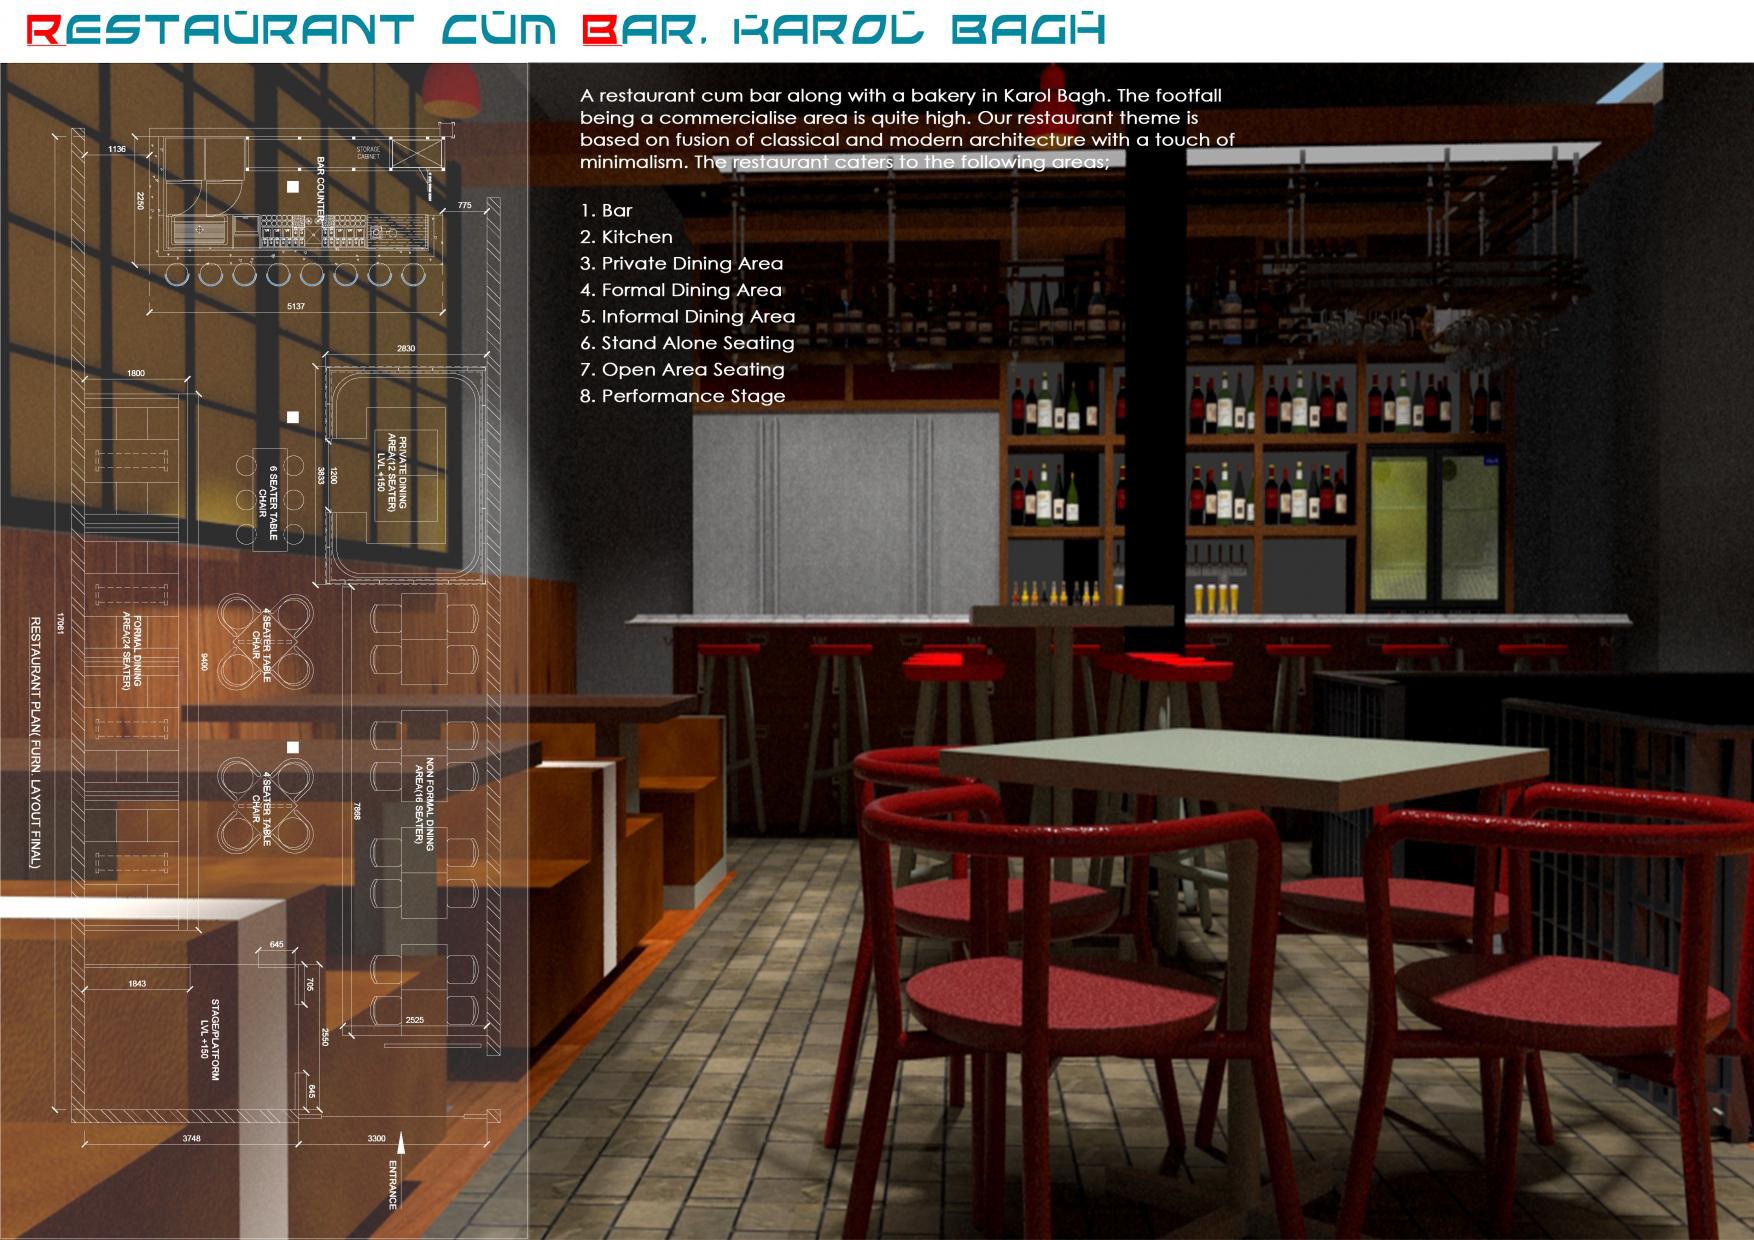 RESTAURANT CUM BAR, KAROL BAGH
A restaurant cum bar along with a bakery in Karol Bagh. The footfall
being a commercialise area is quite high. Our restaurant theme is
based on fusion of classical and modern architecture with a touch of
minimalism. The restaurant caters to the following areas;
1. Bar
2. Kitchen
3. Private Dining Area
4. Formal Dining Area
5. Informal Dining Area
6. Stand Alone Seating
7. Open Area Seating
8. Performance Stage
1136
STORAGE
CABINET
BAR COUNTER
2250
775
5137
2830
1800
PRIVATE DINING
AREA(12 SEATER)
LVL +150
1200
3833
6 SEATER TABLE
CHAIR
17061
FORMAL DINING
AREA(24 SEATER)
9400
4 SEATER TABLE
CHAIR
4 SEATER TABLE
CHAIR
NON FORMAL DINING
AREA(16 SEATER)
7868
RESTAURANT PLAN( FURN. LAYOUT FINAL)
645
1843
705
STAGE/PLATFORM
LVL +150
2525
2550
645
3748
3300
ENTRANCE